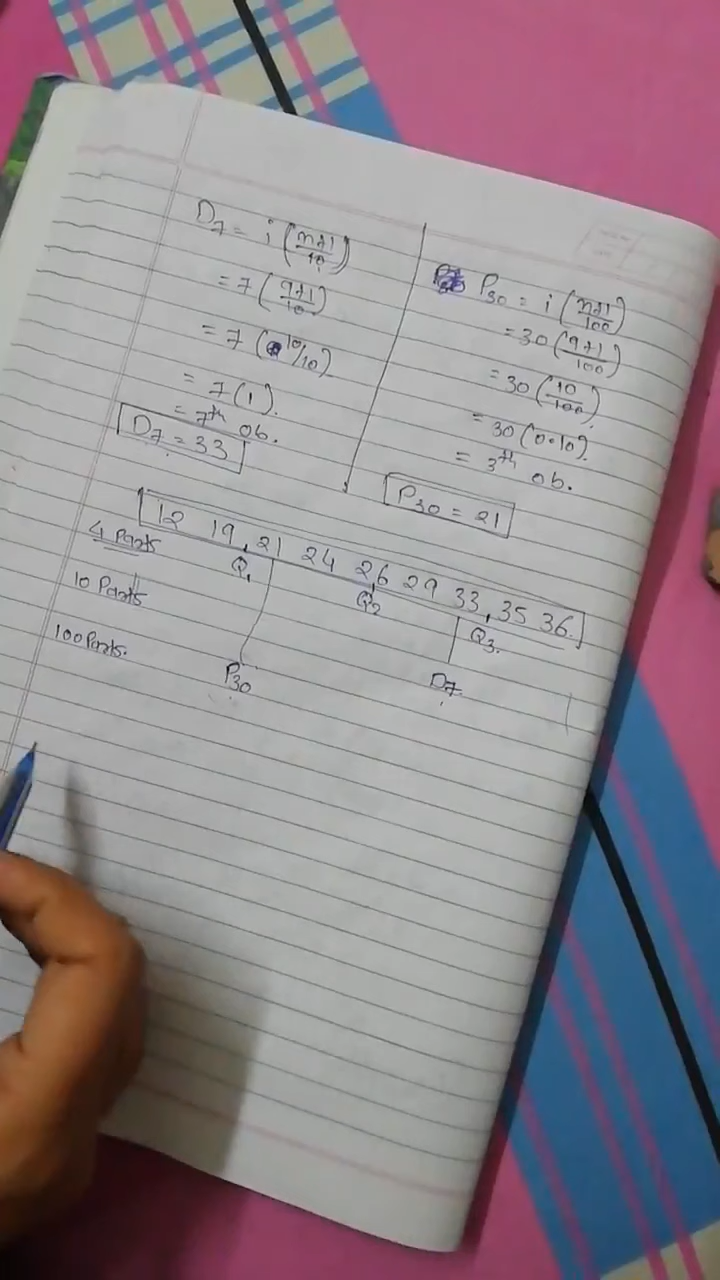 D7 = i (n+1/10)
= 7 (9+1/10)
= 7 (10/10)
= 7 (1).
= 7th ob.
D7 = 33
P30 = i (n+1/100)
= 30 (9+1/100)
= 30 (10/100)
= 30 (0.10)
= 3th ob.
P30 = 21
12 19, 21 24 26 29 33, 35 36.
4 Parts
Q1 Q2 Q3.
10 Parts
100 Parts.
P30 D7